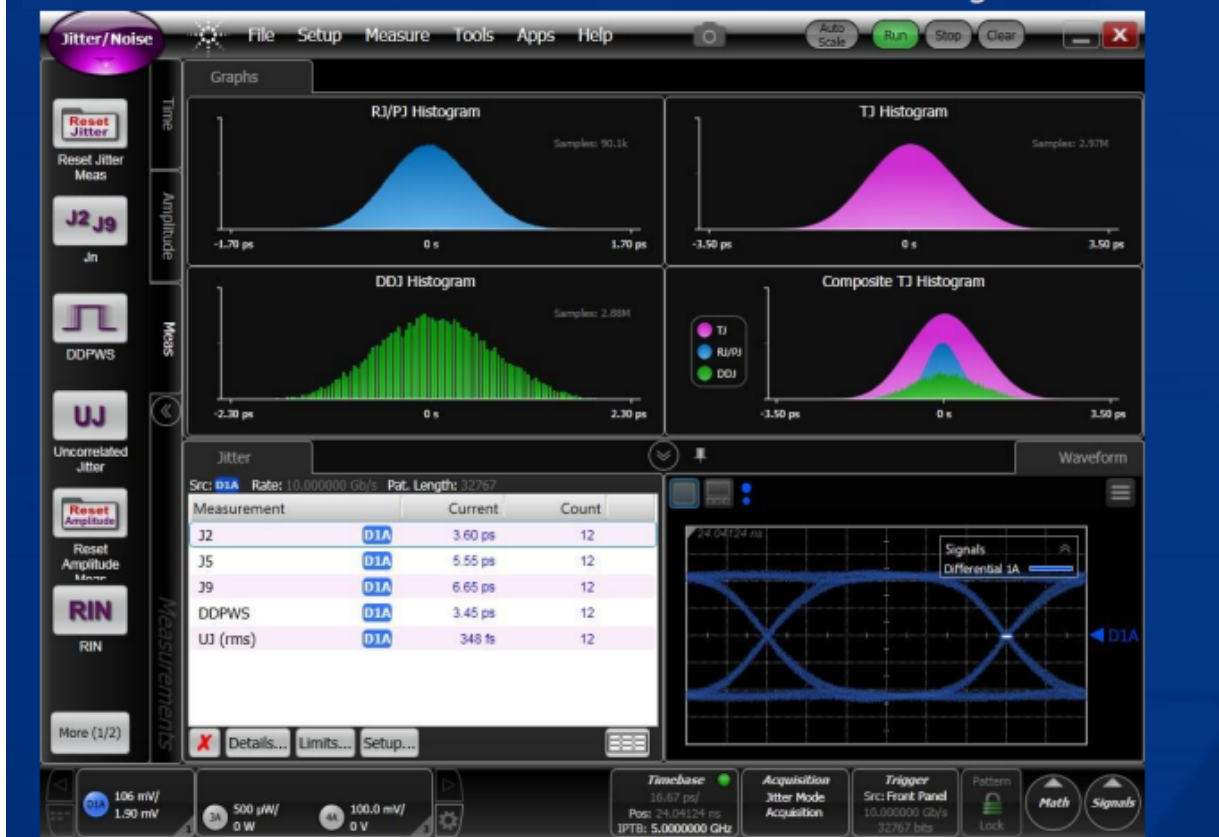 Jitter/Noise
File Setup Measure Tools Apps Help
Auto Scale
Run
Stop
Clear
X
Reset Jitter
Reset Jitter
Meas
J2 J9
Jn
DDPWS
UJ
Uncorrelated
Jitter
Reset Amplitude
Reset
Amplitude
RIN
RIN
More (1/2)
Time
Amplitude
Meas
Measurements
Graphs
RJ/PJ Histogram
Samples: 90.1k
-1.70 ps 0 s 1.70 ps
TJ Histogram
Samples: 2.97M
-3.50 ps 0 s 3.50 ps
DDJ Histogram
Samples: 2.88M
-2.30 ps 0 s 2.30 ps
Composite TJ Histogram
TJ
RJ/PJ
DDJ
-3.50 ps 0 s 3.50 ps
Jitter
Src: D1A Rate: 10.000000 Gb/s Pat. Length: 32767
Measurement Current Count
J2 D1A 3.60 ps 12
J5 D1A 5.55 ps 12
J9 D1A 6.65 ps 12
DDPWS D1A 3.45 ps 12
UJ (rms) D1A 348 fs 12
Details... Limits... Setup...
Waveform
24.04124 ns
Signals
Differential 1A
D1A
D1A 106 mV/
1.90 mV
1
3A 500 µW/
0 W
4A 100.0 mV/
0 V
1
Timebase
16.67 ps/
Pos: 24.04124 ns
IPTB: 5.0000000 GHz
Acquisition
Jitter Mode
Acquisition
Trigger
Src: Front Panel
10.000000 Gb/s
32767 bits
Pattern
Lock
Math
Signals